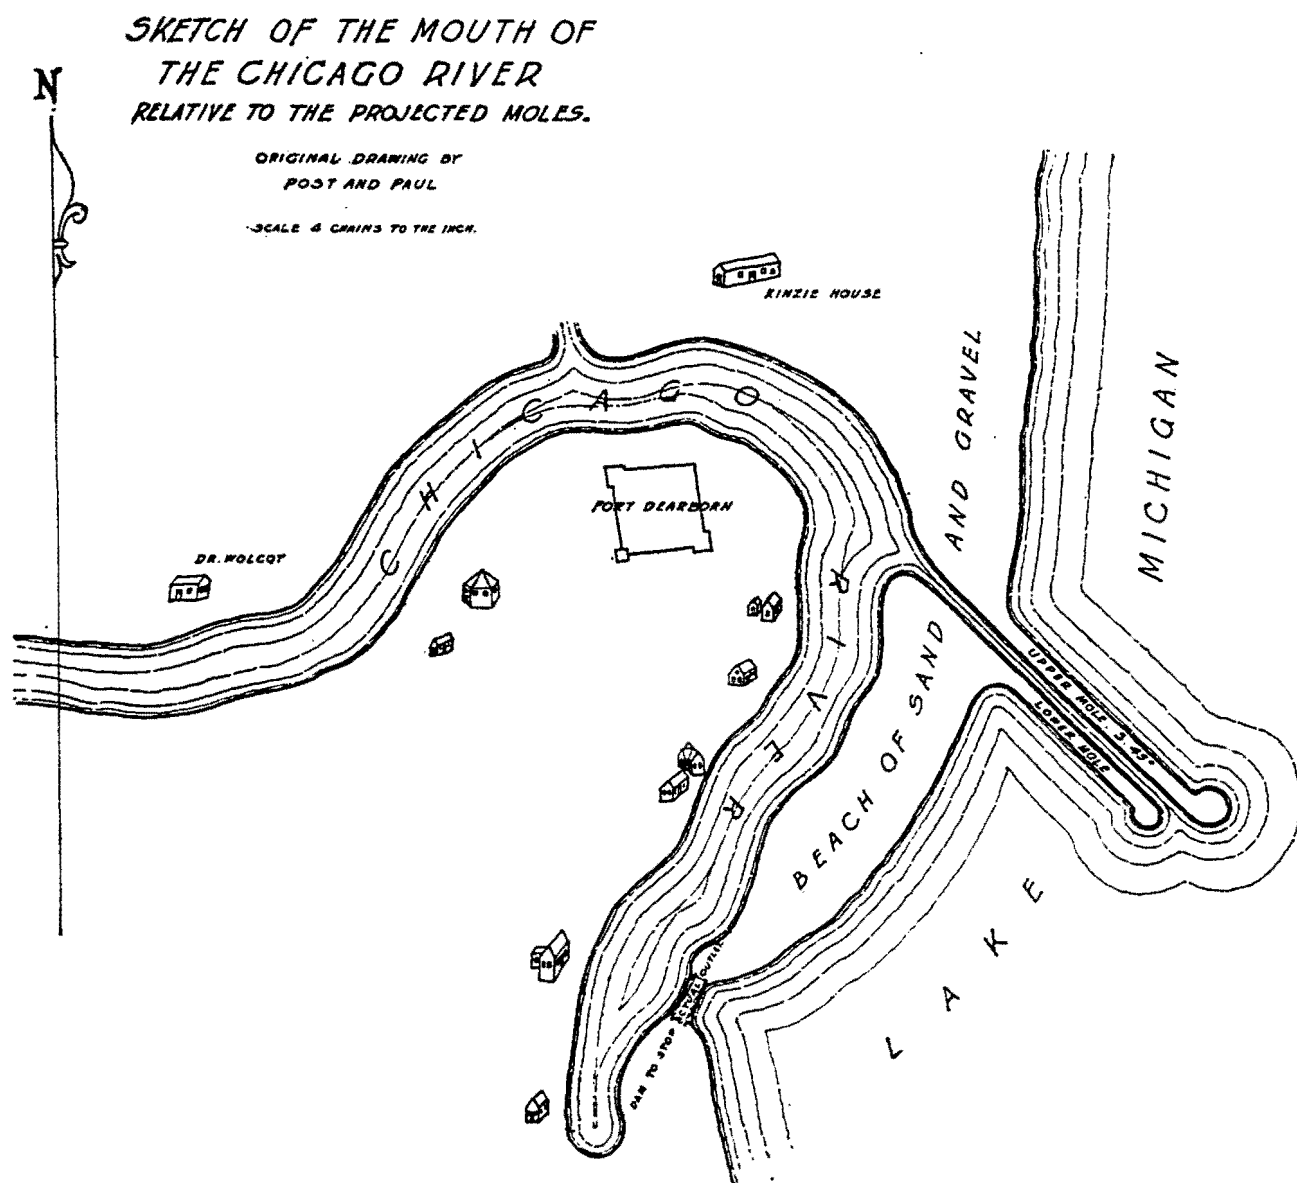 SKETCH OF THE MOUTH OF
THE CHICAGO RIVER
RELATIVE TO THE PROJECTED MOLES.
N
ORIGINAL DRAWING BY
POST AND PAUL
SCALE 4 CHAINS TO THE INCH.
KINZIE HOUSE
CHICAGO RIVER
FORT DEARBORN
DR. WOLCOT
BEACH OF SAND AND GRAVEL
LAKE MICHIGAN
UPPER MOLE. S. 45°
LOWER MOLE
DAM TO STOP ACTUAL OUTLET